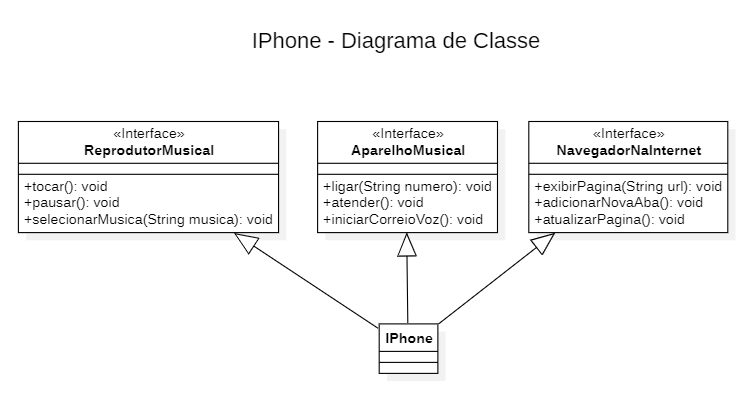 IPhone - Diagrama de Classe
«Interface»
ReprodutorMusical
+tocar(): void
+pausar(): void
+selecionarMusica(String musica): void
«Interface»
AparelhoMusical
+ligar(String numero): void
+atender(): void
+iniciarCorreioVoz(): void
«Interface»
NavegadorNaInternet
+exibirPagina(String url): void
+adicionarNovaAba(): void
+atualizarPagina(): void
IPhone